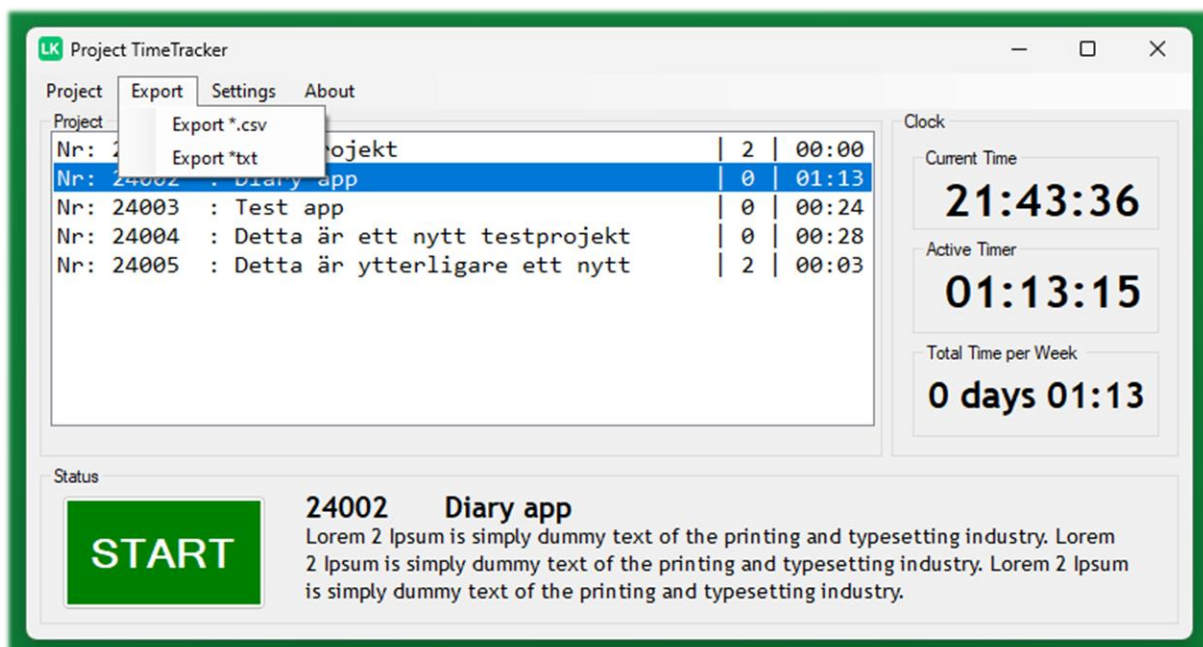 LK Project TimeTracker
Project Export Settings About
Export *.csv
Export *txt
Project
Nr: ojekt | 2 | 00:00
Nr: 24002 : Diary app | 0 | 01:13
Nr: 24003 : Test app | 0 | 00:24
Nr: 24004 : Detta är ett nytt testprojekt | 0 | 00:28
Nr: 24005 : Detta är ytterligare ett nytt | 2 | 00:03
Clock
Current Time
21:43:36
Active Timer
01:13:15
Total Time per Week
0 days 01:13
Status
START
24002 Diary app
Lorem 2 Ipsum is simply dummy text of the printing and typesetting industry. Lorem
2 Ipsum is simply dummy text of the printing and typesetting industry. Lorem 2 Ipsum
is simply dummy text of the printing and typesetting industry.